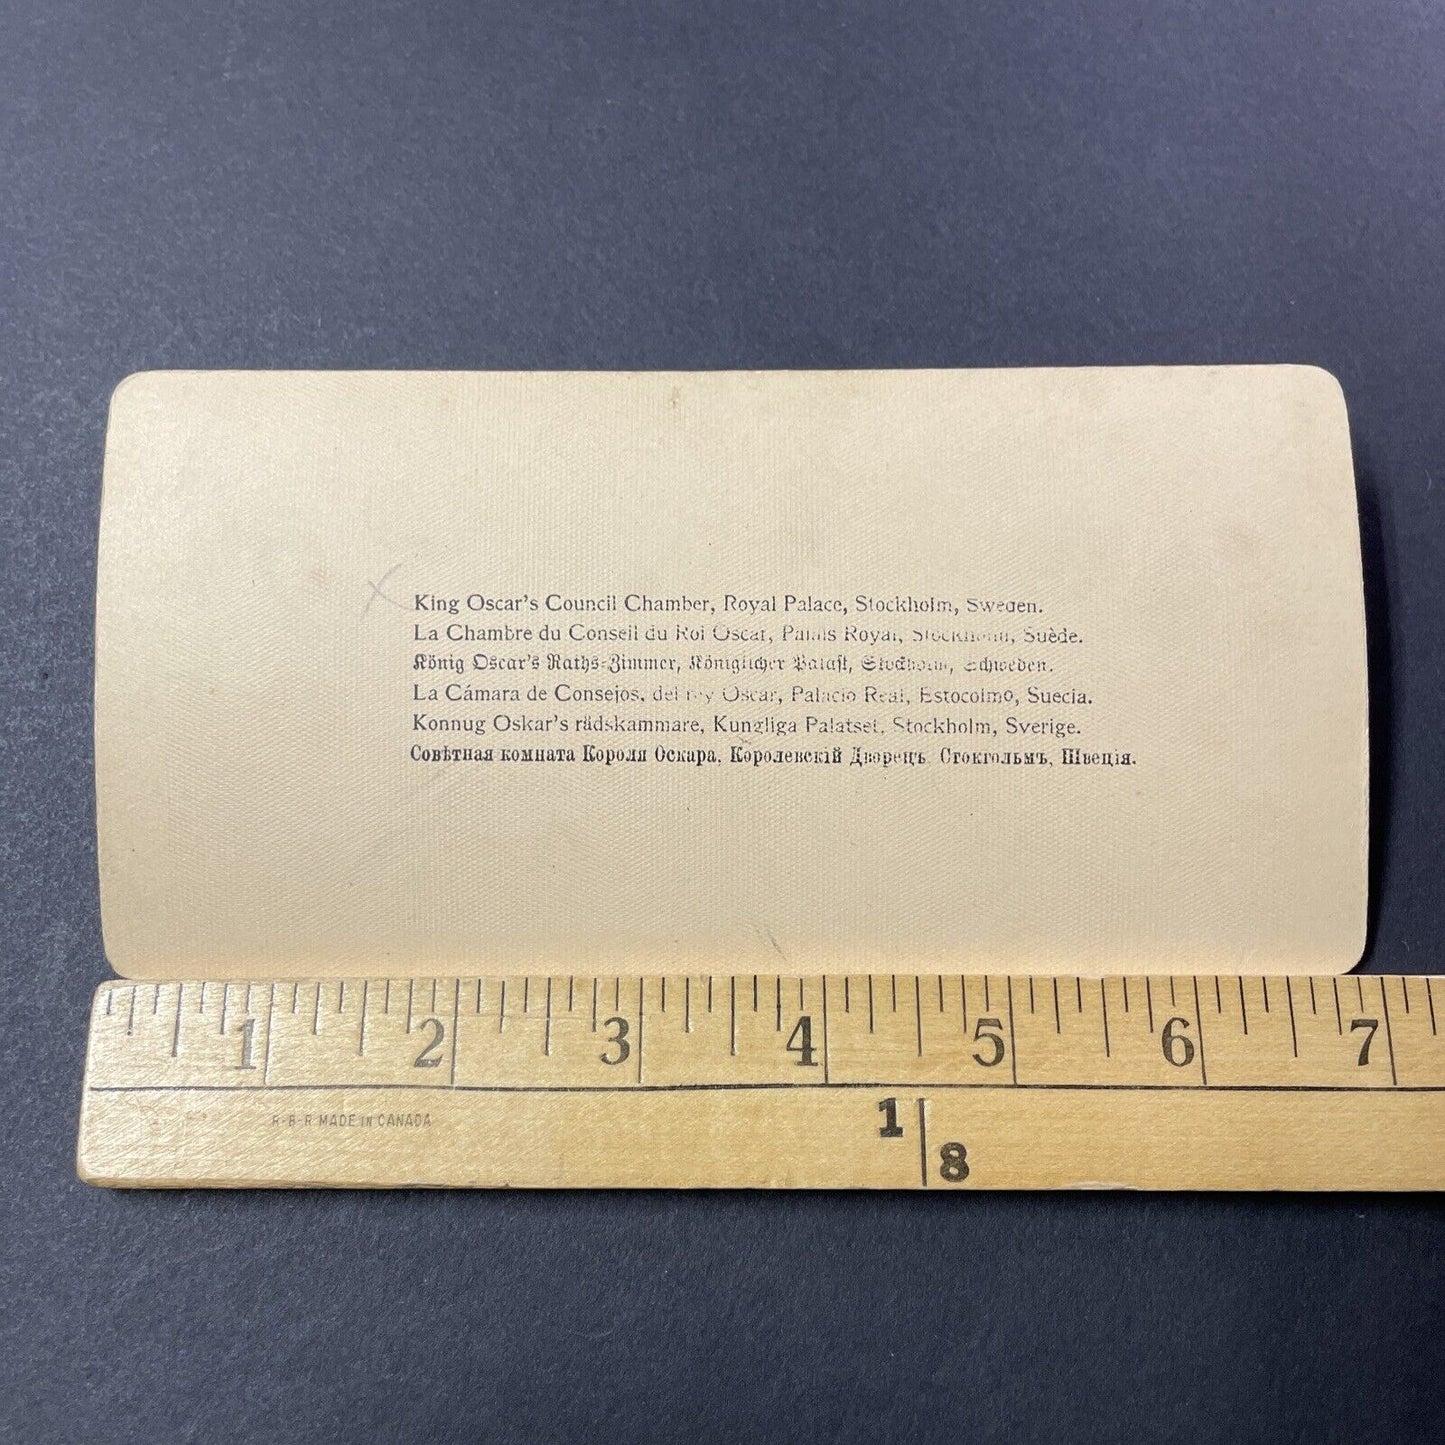 King Oscar's Council Chamber, Royal Palace, Stockholm, Sweden.
La Chambre du Conseil du Roi Oscar, Palais Royal, Stockholm, Suède.
König Oscar's Raths-Zimmer, Königlicher Palast, Stockholm, Schweden.
La Cámara de Consejos, del rey Oscar, Palacio Real, Estocolmo, Suecia.
Konnug Oskar's rädskammare, Kungliga Palatset, Stockholm, Sverige.
Совѣтная комната Короля Оскара, Королевскій Дворецъ, Стокгольмъ, Швеція.
1 2 3 4 5 6 7
R-B-R MADE IN CANADA
1
8